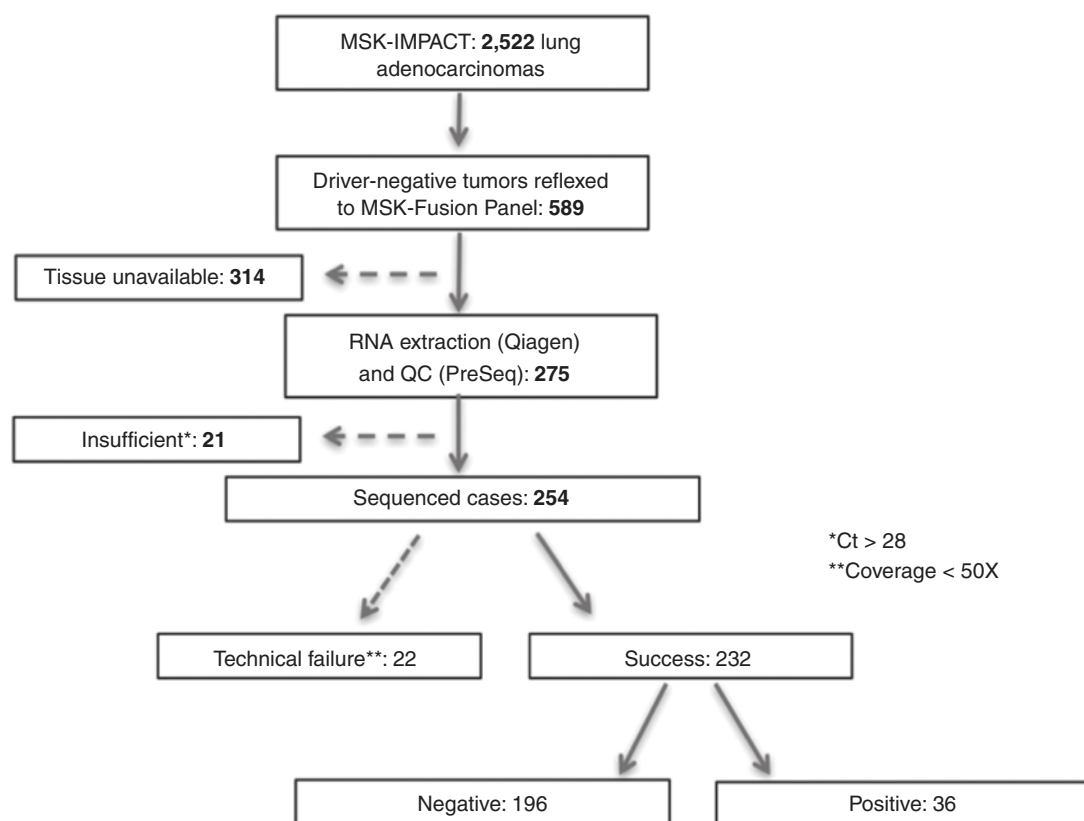 MSK-IMPACT: 2,522 lung
adenocarcinomas
Driver-negative tumors reflexed
to MSK-Fusion Panel: 589
Tissue unavailable: 314
RNA extraction (Qiagen)
and QC (PreSeq): 275
Insufficient*: 21
Sequenced cases: 254
*Ct > 28
**Coverage < 50X
Technical failure**: 22
Success: 232
Negative: 196
Positive: 36